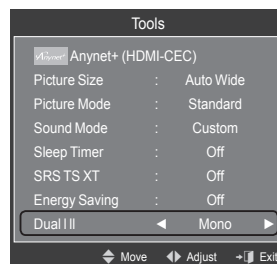 Tools
Anynet+ Anynet+ (HDMI-CEC)
Picture Size : Auto Wide
Picture Mode : Standard
Sound Mode : Custom
Sleep Timer : Off
SRS TS XT : Off
Energy Saving : Off
Dual I II ◄ Mono ►
Move Adjust Exit